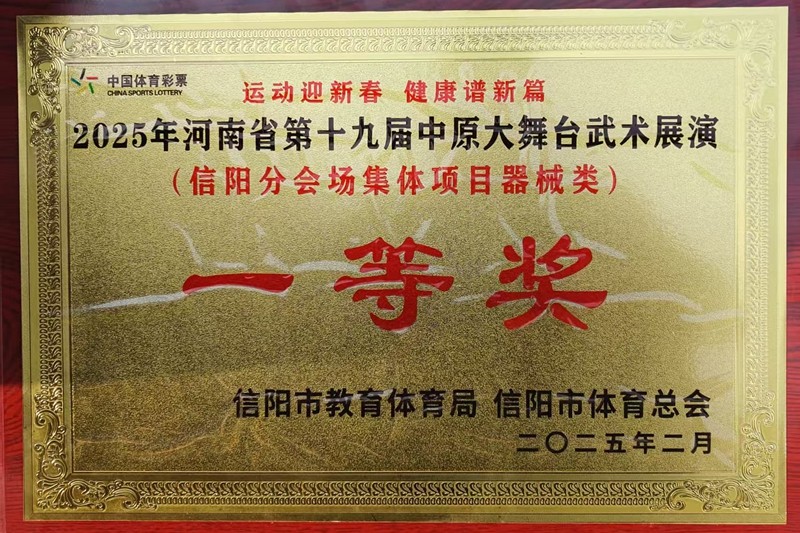 中国体育彩票
CHINA SPORTS LOTTERY
运动迎新春 健康谱新篇
2025年河南省第十九届中原大舞台武术展演
（信阳分会场集体项目器械类）
一等奖
信阳市教育体育局 信阳市体育总会
二〇二五年二月